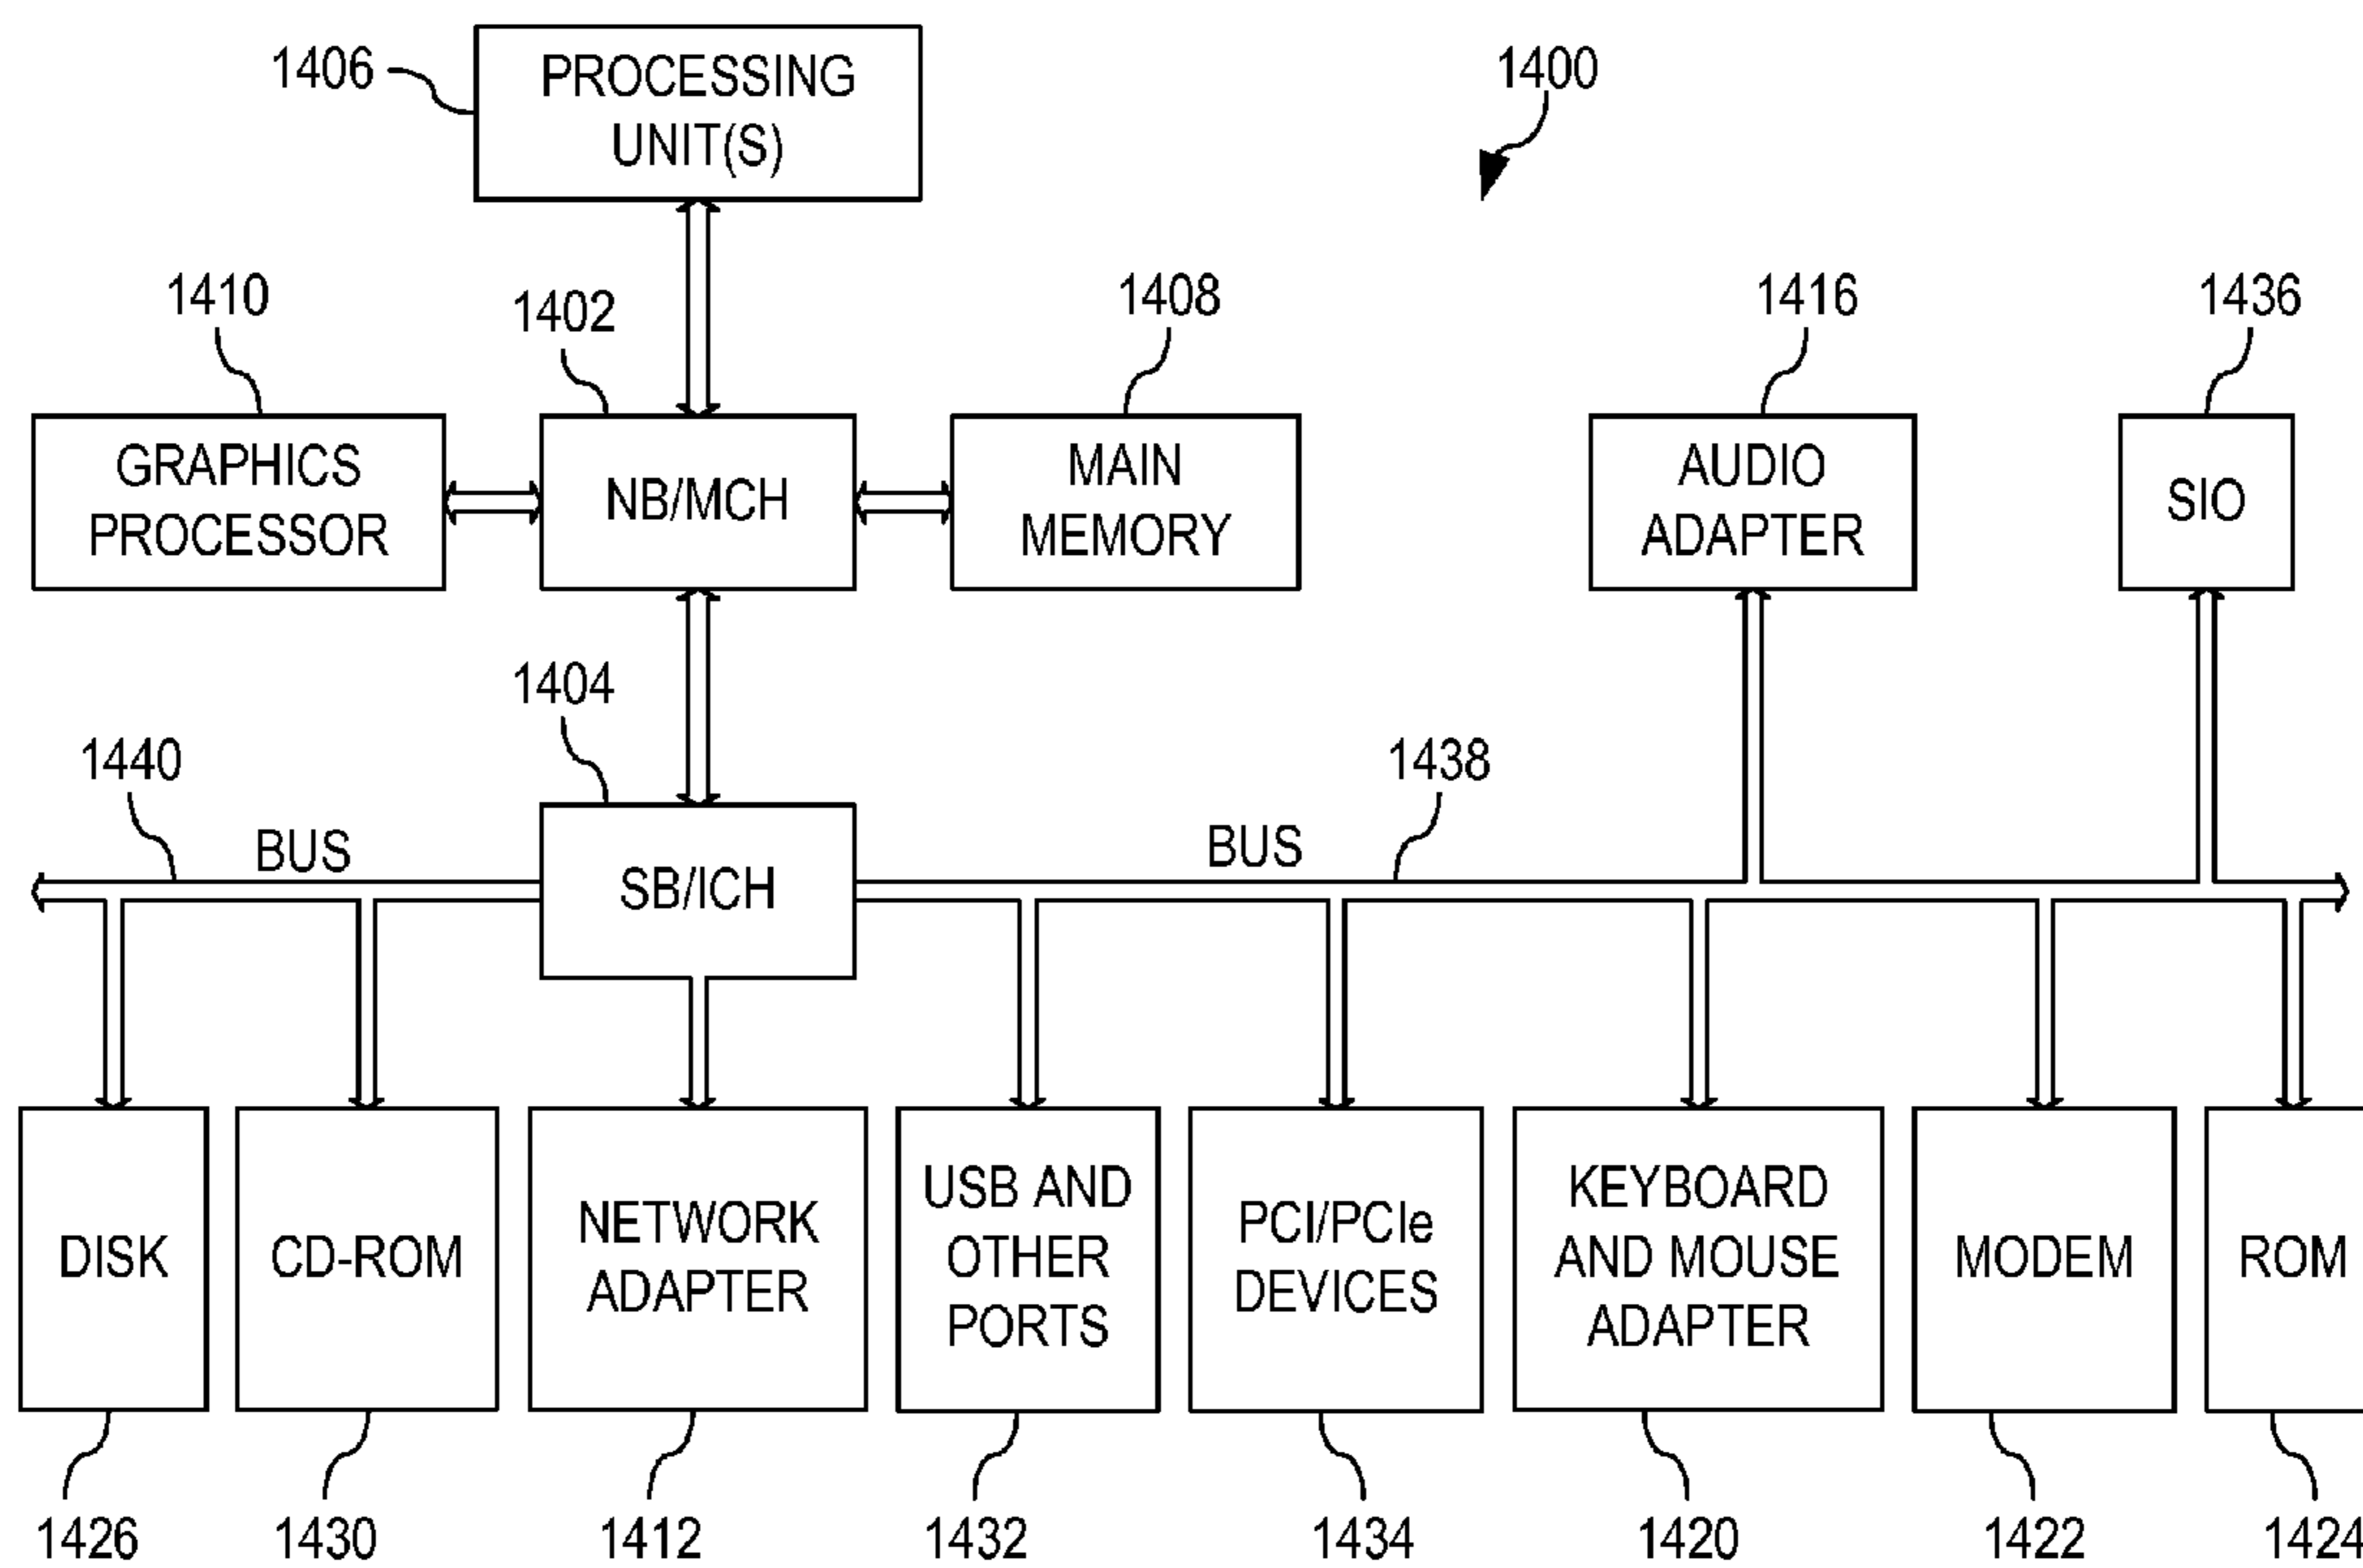 1406
PROCESSING
UNIT(S)
1400
1410
1402
1408
1416
1436
GRAPHICS
PROCESSOR
NB/MCH
MAIN
MEMORY
AUDIO
ADAPTER
SIO
1404
1440
1438
BUS
SB/ICH
BUS
DISK
CD-ROM
NETWORK
ADAPTER
USB AND
OTHER
PORTS
PCI/PCIe
DEVICES
KEYBOARD
AND MOUSE
ADAPTER
MODEM
ROM
1426
1430
1412
1432
1434
1420
1422
1424